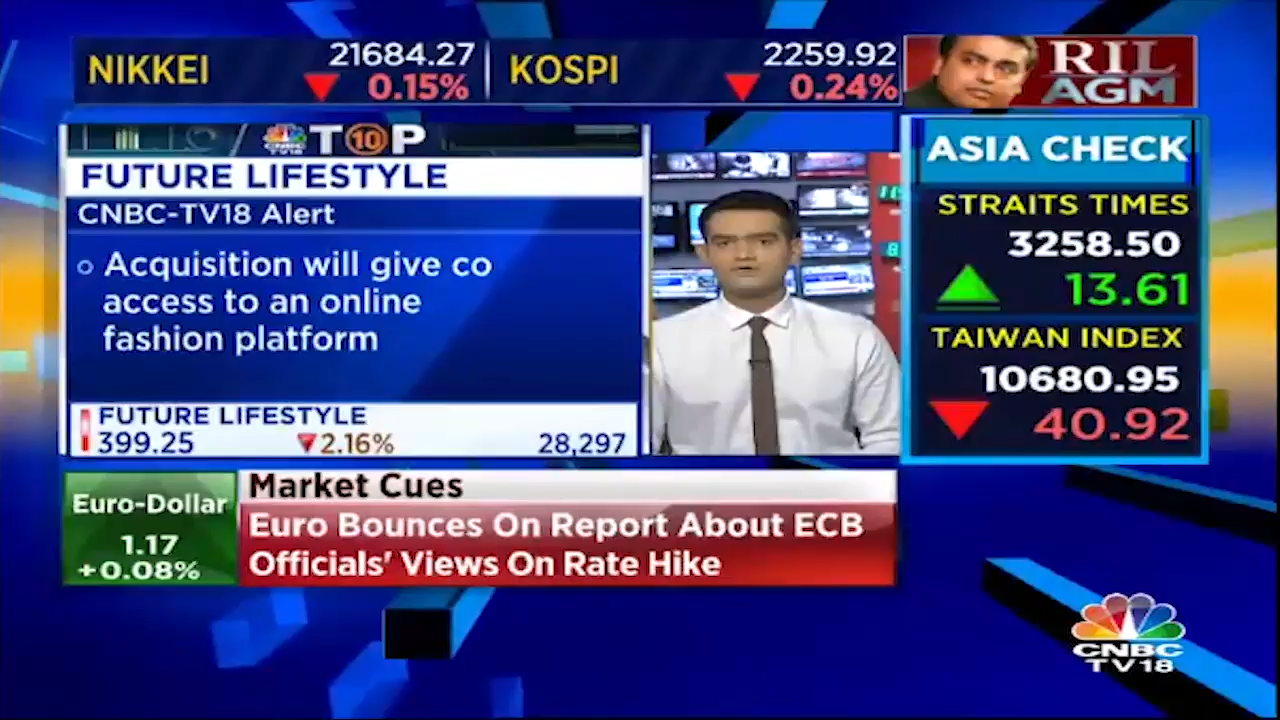 NIKKEI 21684.27
▼ 0.15%
KOSPI 2259.92
▼ 0.24%
RIL
AGM
CNBC TV18 TOP 10
FUTURE LIFESTYLE
CNBC-TV18 Alert
Acquisition will give co
access to an online
fashion platform
FUTURE LIFESTYLE
399.25 ▼2.16% 28,297
ASIA CHECK
STRAITS TIMES
3258.50
▲ 13.61
TAIWAN INDEX
10680.95
▼ 40.92
Euro-Dollar
1.17
+0.08%
Market Cues
Euro Bounces On Report About ECB
Officials' Views On Rate Hike
CNBC
TV18